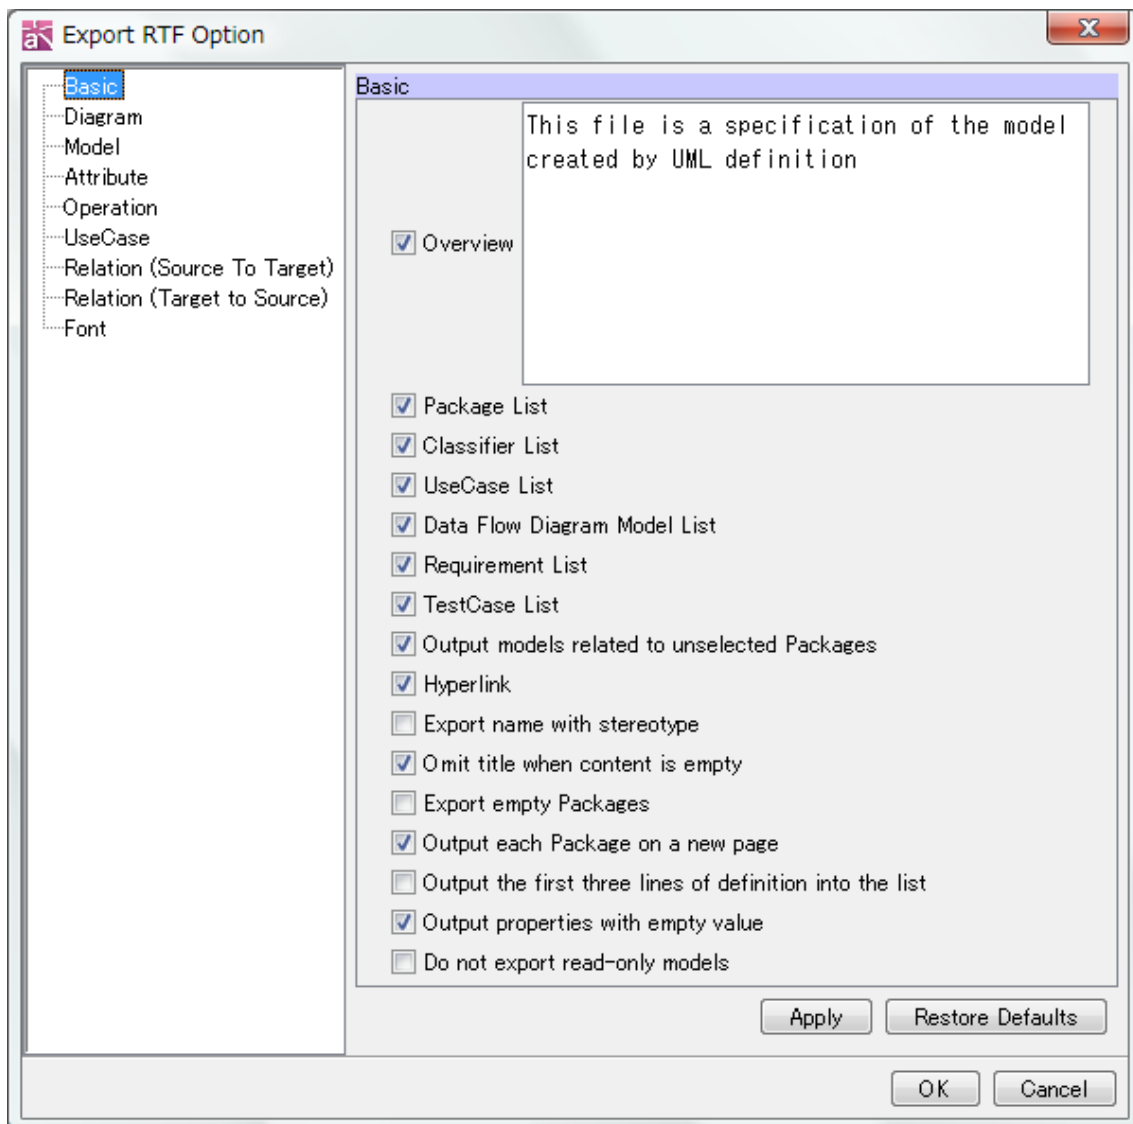 Export RTF Option
Basic
Diagram
Model
Attribute
Operation
UseCase
Relation (Source To Target)
Relation (Target to Source)
Font
Basic
This file is a specification of the model
created by UML definition
Overview
Package List
Classifier List
UseCase List
Data Flow Diagram Model List
Requirement List
TestCase List
Output models related to unselected Packages
Hyperlink
Export name with stereotype
Omit title when content is empty
Export empty Packages
Output each Package on a new page
Output the first three lines of definition into the list
Output properties with empty value
Do not export read-only models
Apply
Restore Defaults
OK
Cancel